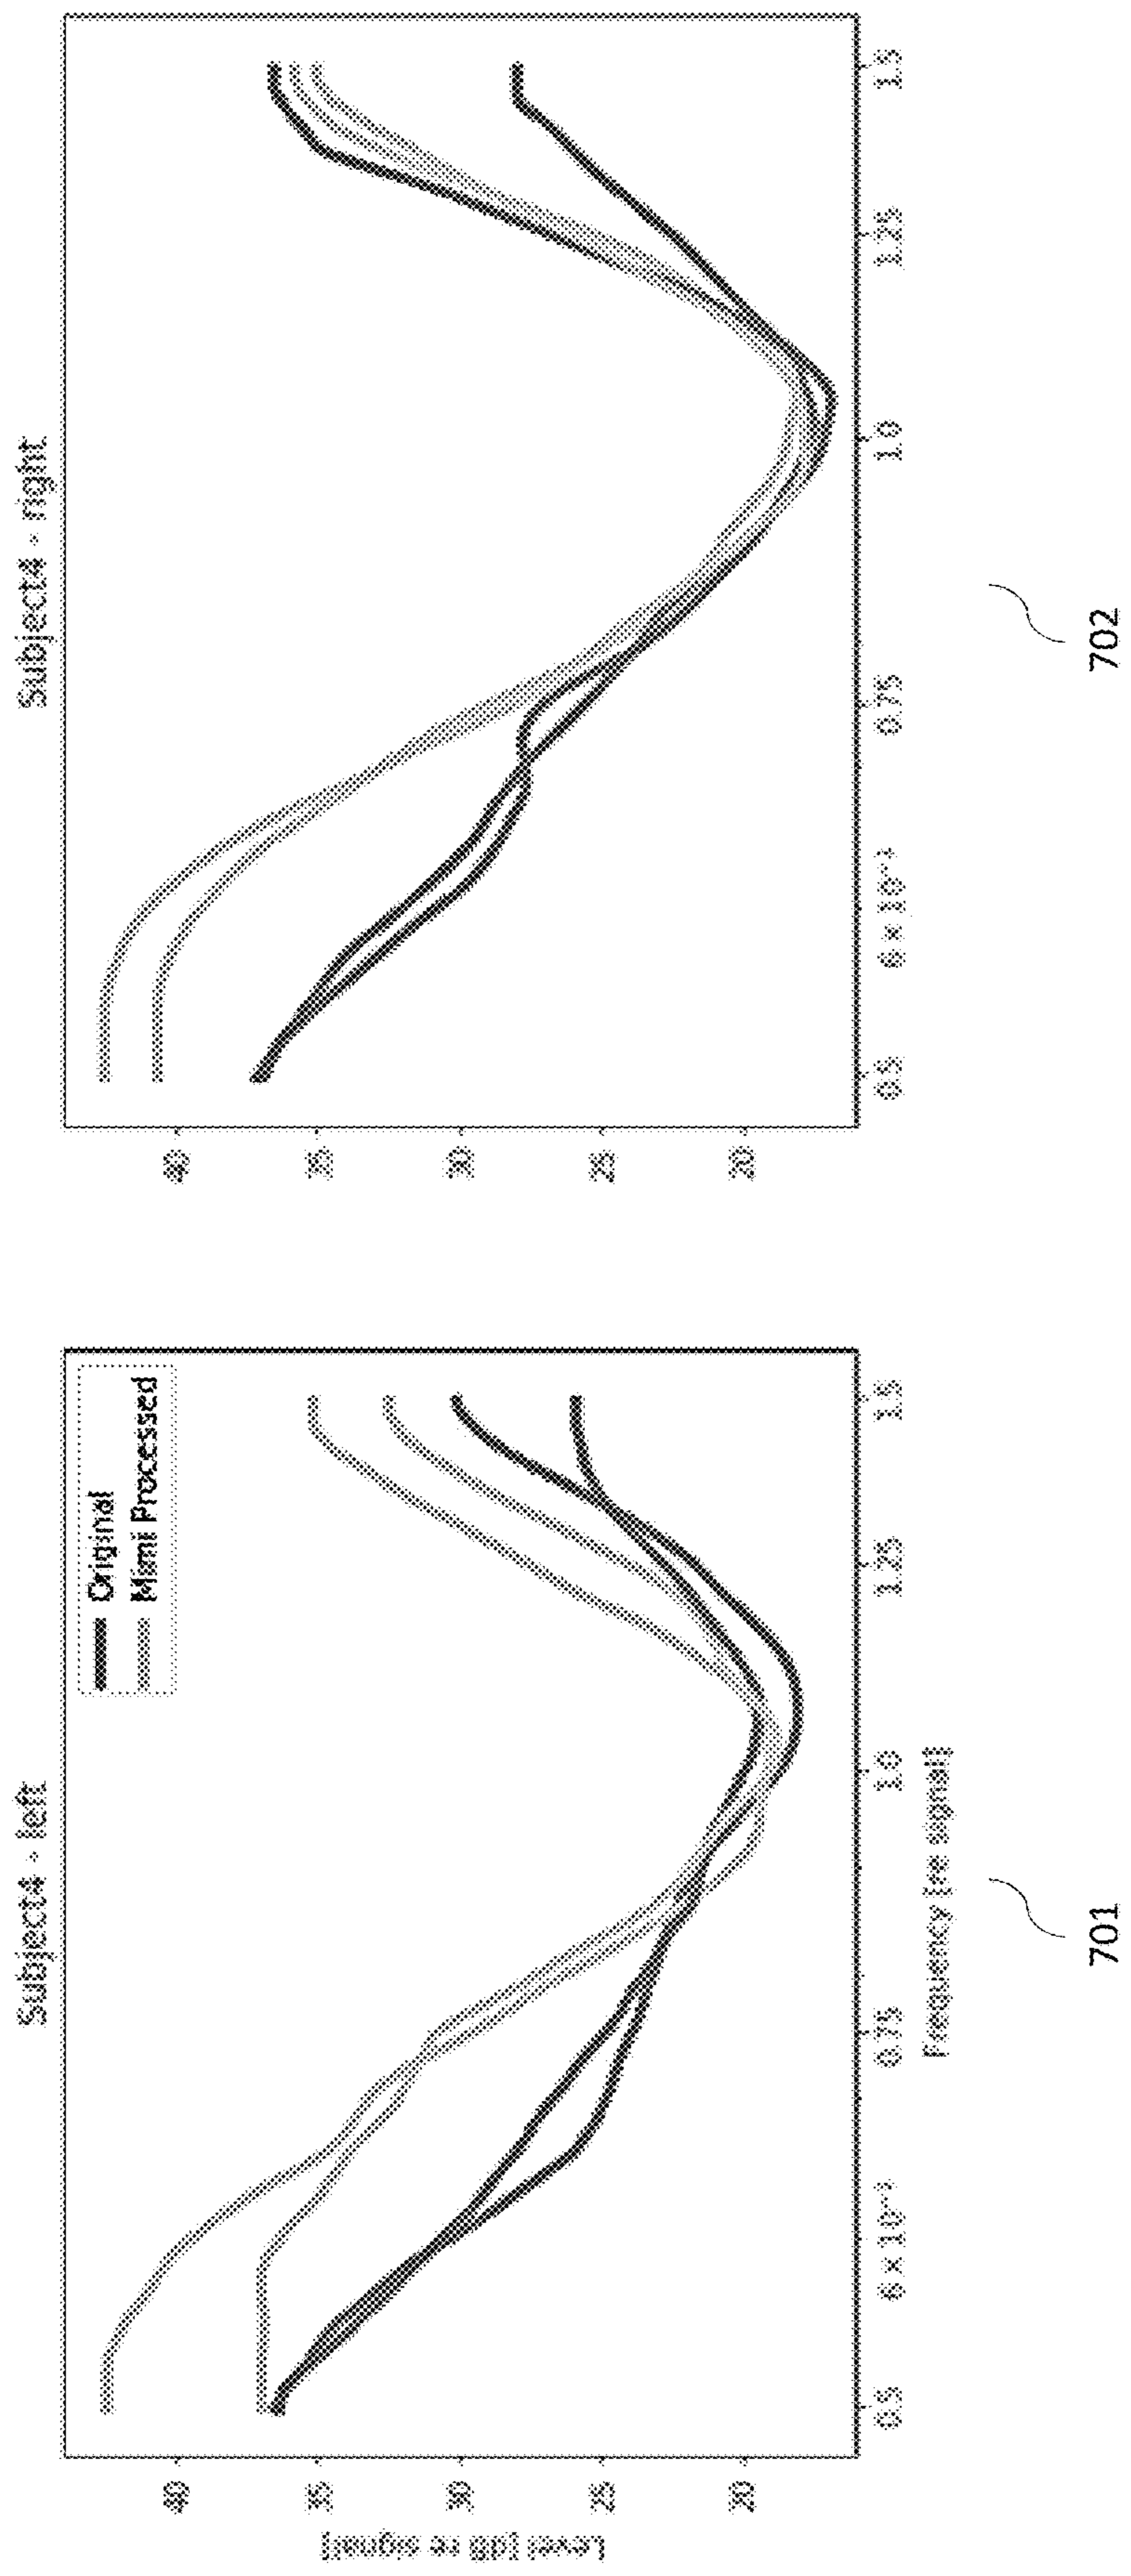 Subject4 - left
Original
Mimi Processed
Level [dB re signal]
40
35
30
25
20
0.5
6 × 10⁻¹
0.75
1.0
1.25
1.5
Frequency [re signal]
701
Subject4 - right
40
35
30
25
20
0.5
6 × 10⁻¹
0.75
1.0
1.25
1.5
702